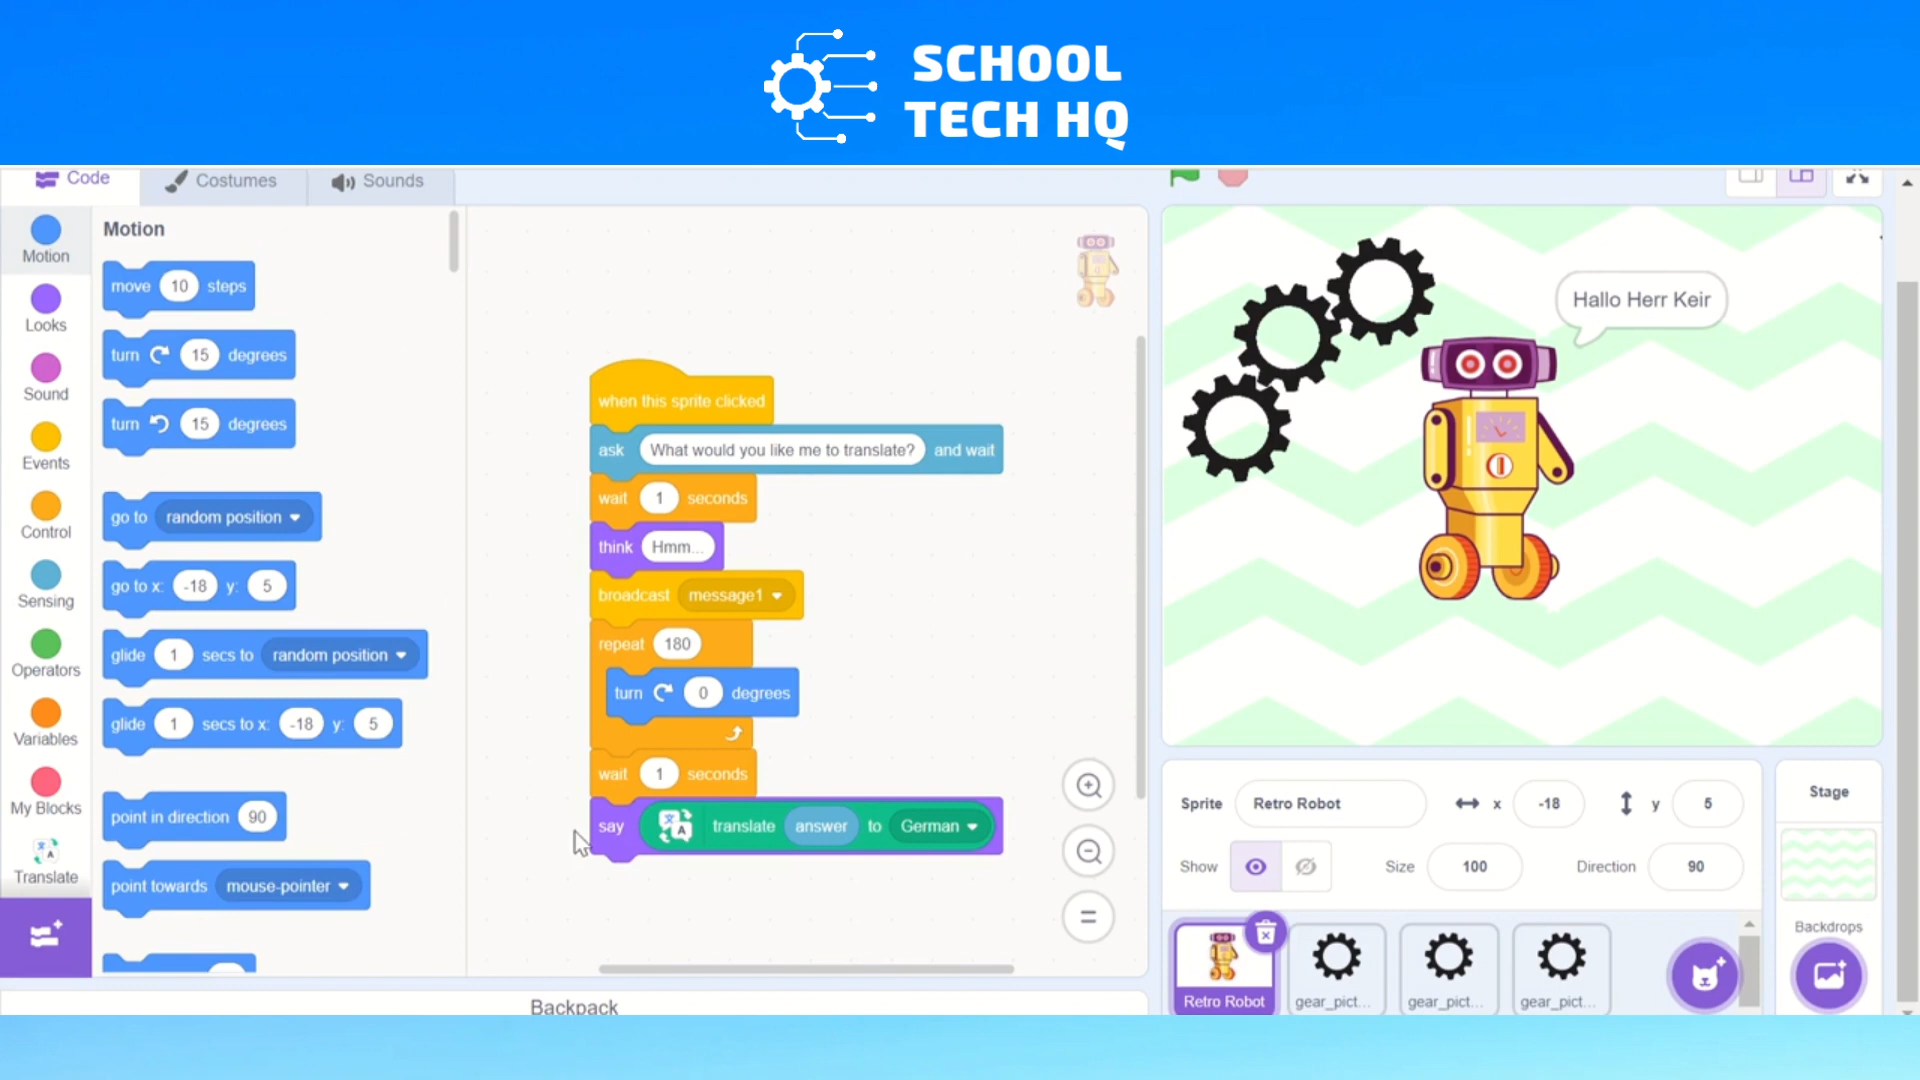 SCHOOL
TECH HQ
Code
Costumes
Sounds
Motion
Looks
Sound
Events
Control
Sensing
Operators
Variables
My Blocks
Translate
Motion
move 10 steps
turn 15 degrees
turn 15 degrees
go to random position
go to x: -18 y: 5
glide 1 secs to random position
glide 1 secs to x: -18 y: 5
point in direction 90
point towards mouse-pointer
when this sprite clicked
ask What would you like me to translate? and wait
wait 1 seconds
think Hmm...
broadcast message1
repeat 180
turn 0 degrees
wait 1 seconds
say translate answer to German
Backpack
Hallo Herr Keir
Sprite Retro Robot x -18 y 5
Show Size 100 Direction 90
Retro Robot
gear_pict...
gear_pict...
gear_pict...
Stage
Backdrops